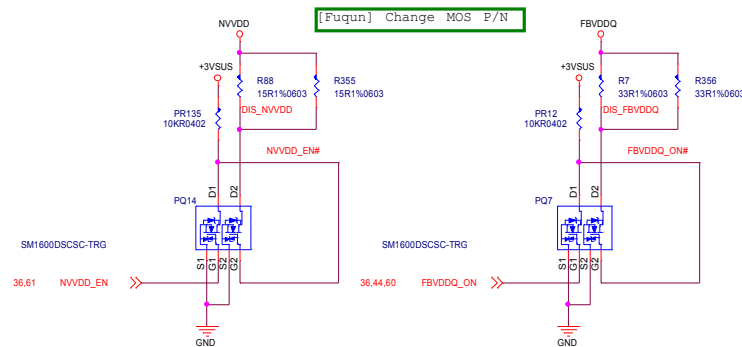 [Fuqun] Change MOS P/N
NVVDD
FBVDDQ
+3VSUS
R88
15R1%0603
R355
15R1%0603
+3VSUS
R7
33R1%0603
R356
33R1%0603
PR135
10KR0402
DIS_NVVDD
PR12
10KR0402
DIS_FBVDDQ
NVVDD_EN#
FBVDDQ_ON#
D1
D2
D1
D2
PQ14
PQ7
SM1600DSCSC-TRG
SM1600DSCSC-TRG
S1
G1
S2
G2
S1
G1
S2
G2
36,61 NVVDD_EN
36,44,60 FBVDDQ_ON
GND
GND